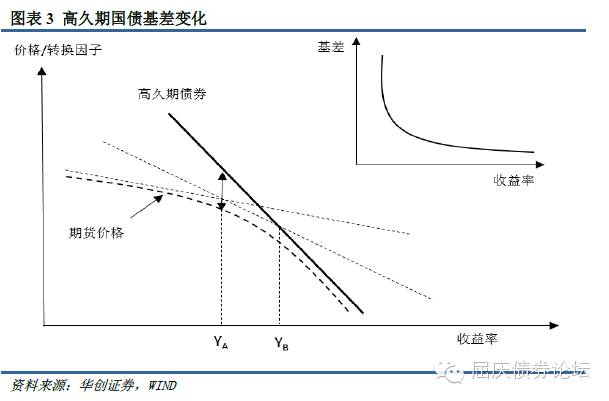 图表 3 高久期国债基差变化
价格/转换因子
高久期债券
期货价格
Y_A
Y_B
收益率
基差
收益率
资料来源：华创证券，WIND
屈庆债券论坛